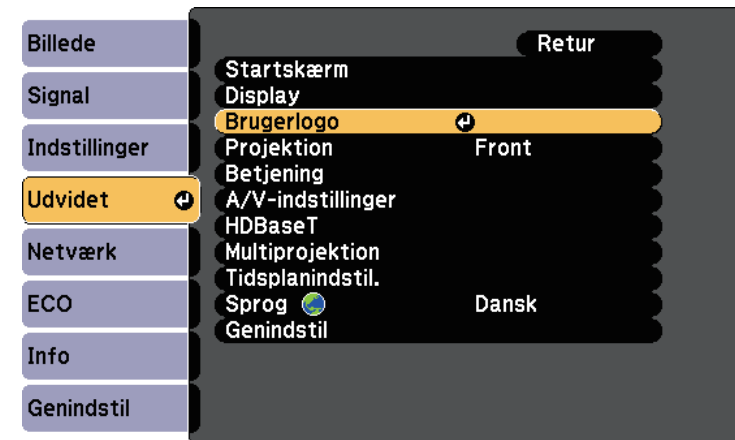 Billede
Signal
Indstillinger
Udvidet
Netværk
ECO
Info
Genindstil
Retur
Startskærm
Display
Brugerlogo
Projektion Front
Betjening
A/V-indstillinger
HDBaseT
Multiprojektion
Tidsplanindstil.
Sprog Dansk
Genindstil